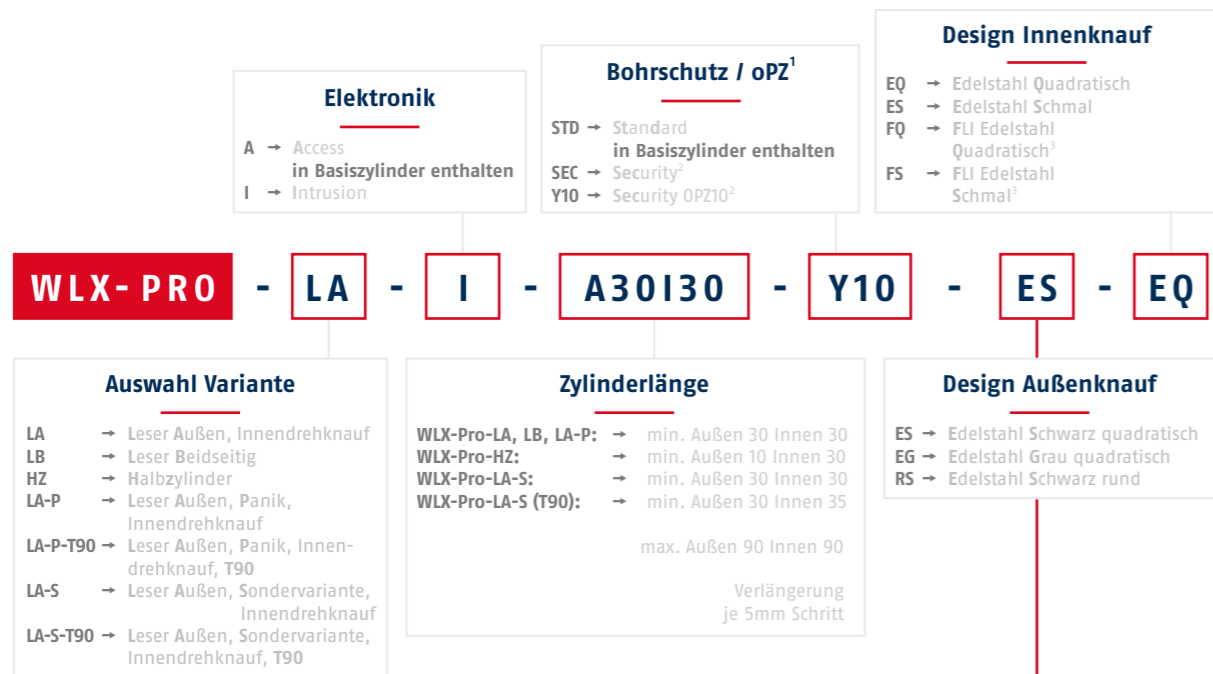 Design Innenknauf
EQ → Edelstahl Quadratisch
ES → Edelstahl Schmal
FQ → FLI Edelstahl
Quadratisch³
FS → FLI Edelstahl
Schmal³
Bohrschutz / oPZ¹
STD → Standard
in Basiszylinder enthalten
SEC → Security²
Y10 → Security OPZ10²
Elektronik
A → Access
in Basiszylinder enthalten
I → Intrusion
WLX-PRO - LA - I - A30I30 - Y10 - ES - EQ
Auswahl Variante
LA → Leser Außen, Innendrehknauf
LB → Leser Beidseitig
HZ → Halbzylinder
LA-P → Leser Außen, Panik,
Innendrehknauf
LA-P-T90 → Leser Außen, Panik, Innen-
drehknauf, T90
LA-S → Leser Außen, Sondervariante,
Innendrehknauf
LA-S-T90 → Leser Außen, Sondervariante,
Innendrehknauf, T90
Zylinderlänge
WLX-Pro-LA, LB, LA-P: → min. Außen 30 Innen 30
WLX-Pro-HZ: → min. Außen 10 Innen 30
WLX-Pro-LA-S: → min. Außen 30 Innen 30
WLX-Pro-LA-S (T90): → min. Außen 30 Innen 35
max. Außen 90 Innen 90
Verlängerung
je 5mm Schritt
Design Außenknauf
ES → Edelstahl Schwarz quadratisch
EG → Edelstahl Grau quadratisch
RS → Edelstahl Schwarz rund